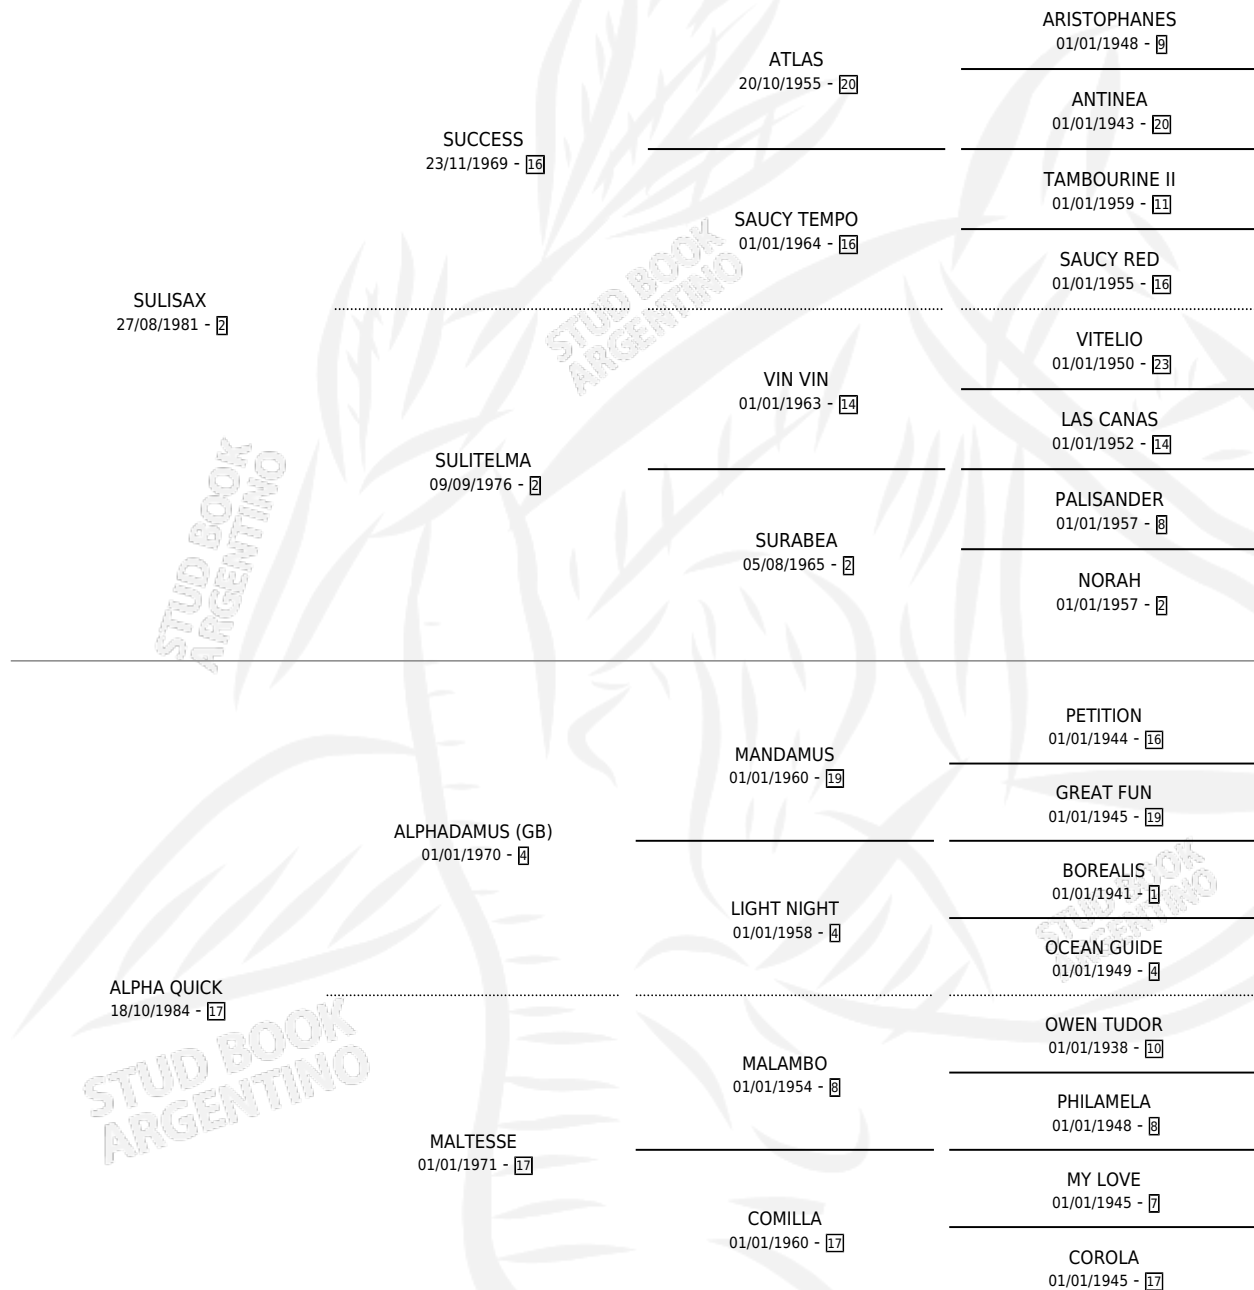 ARISTOPHANES
01/01/1948 - 9
ATLAS
20/10/1955 - 20
ANTINEA
01/01/1943 - 20
SUCCESS
23/11/1969 - 16
TAMBOURINE II
01/01/1959 - 11
SAUCY TEMPO
01/01/1964 - 16
SAUCY RED
01/01/1955 - 16
STUD BOOK
ARGENTINO
SULISAX
27/08/1981 - 2
VITELIO
01/01/1950 - 23
VIN VIN
01/01/1963 - 14
LAS CANAS
01/01/1952 - 14
SULITELMA
09/09/1976 - 2
PALISANDER
01/01/1957 - 8
SURABEA
05/08/1965 - 2
NORAH
01/01/1957 - 2
STUD BOOK
ARGENTINO
PETITION
01/01/1944 - 16
MANDAMUS
01/01/1960 - 19
GREAT FUN
01/01/1945 - 19
ALPHADAMUS (GB)
01/01/1970 - 4
BOREALIS
01/01/1941 - 1
LIGHT NIGHT
01/01/1958 - 4
OCEAN GUIDE
01/01/1949 - 4
STUD BOOK
ARGENTINO
ALPHA QUICK
18/10/1984 - 17
OWEN TUDOR
01/01/1938 - 10
MALAMBO
01/01/1954 - 8
PHILAMELA
01/01/1948 - 8
STUD BOOK
ARGENTINO
MALTESSE
01/01/1971 - 17
MY LOVE
01/01/1945 - 7
COMILLA
01/01/1960 - 17
COROLA
01/01/1945 - 17